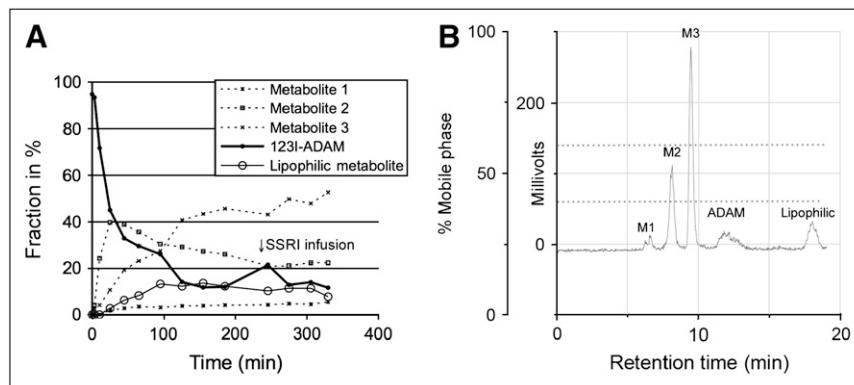 A
Fraction in %
100
80
60
40
20
0
Metabolite 1
Metabolite 2
Metabolite 3
123I-ADAM
Lipophilic metabolite
↓SSRI infusion
0 100 200 300 400
Time (min)
B
% Mobile phase
100
50
0
Millivolts
200
0
M1
M2
M3
ADAM
Lipophilic
0 10 20
Retention time (min)